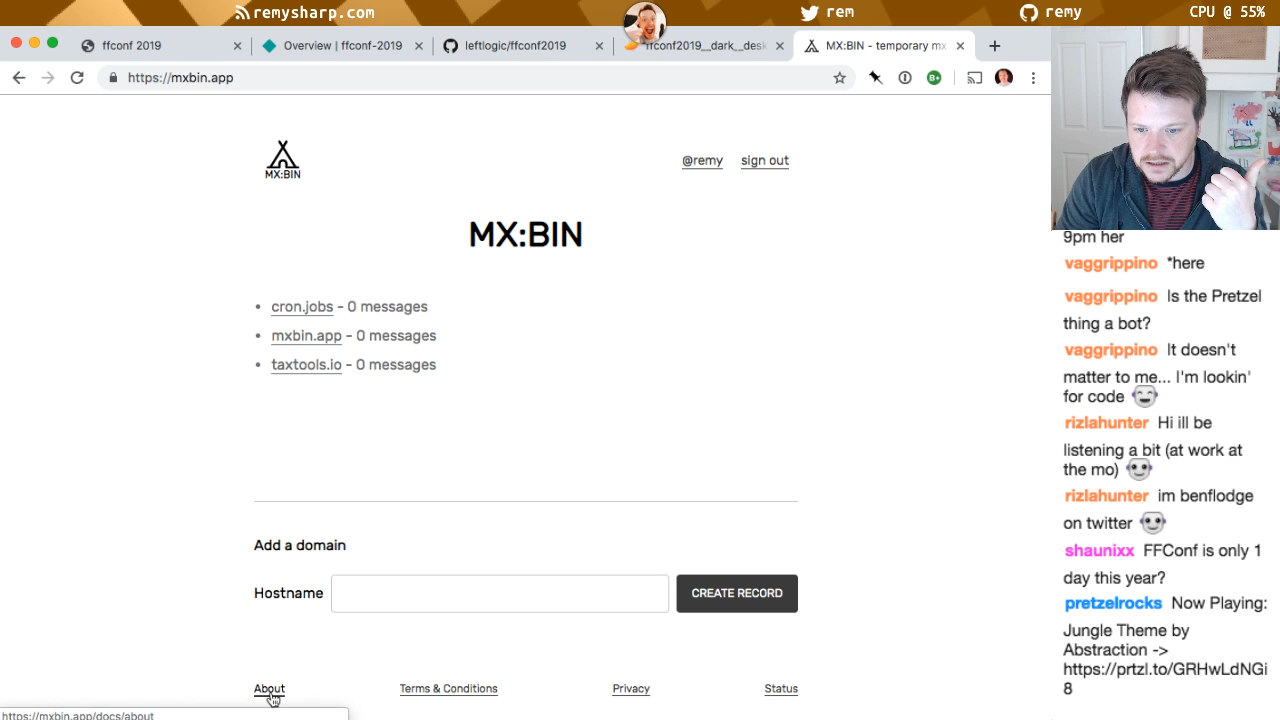 remysharp.com
rem
remy
CPU @ 55%
ffconf 2019
Overview | ffconf-2019
leftlogic/ffconf2019
ffconf2019__dark__desk
MX:BIN - temporary mx
https://mxbin.app
MX:BIN
@remy
sign out
MX:BIN
• cron.jobs - 0 messages
• mxbin.app - 0 messages
• taxtools.io - 0 messages
Add a domain
Hostname
CREATE RECORD
About
Terms & Conditions
Privacy
Status
https://mxbin.app/docs/about
9pm her
vaggrippino *here
vaggrippino Is the Pretzel
thing a bot?
vaggrippino It doesn't
matter to me... I'm lookin'
for code
rizlahunter Hi ill be
listening a bit (at work at
the mo)
rizlahunter im benflodge
on twitter
shaunixx FFConf is only 1
day this year?
pretzelrocks Now Playing:
Jungle Theme by
Abstraction ->
https://prtzl.to/GRHwLdNGi
8